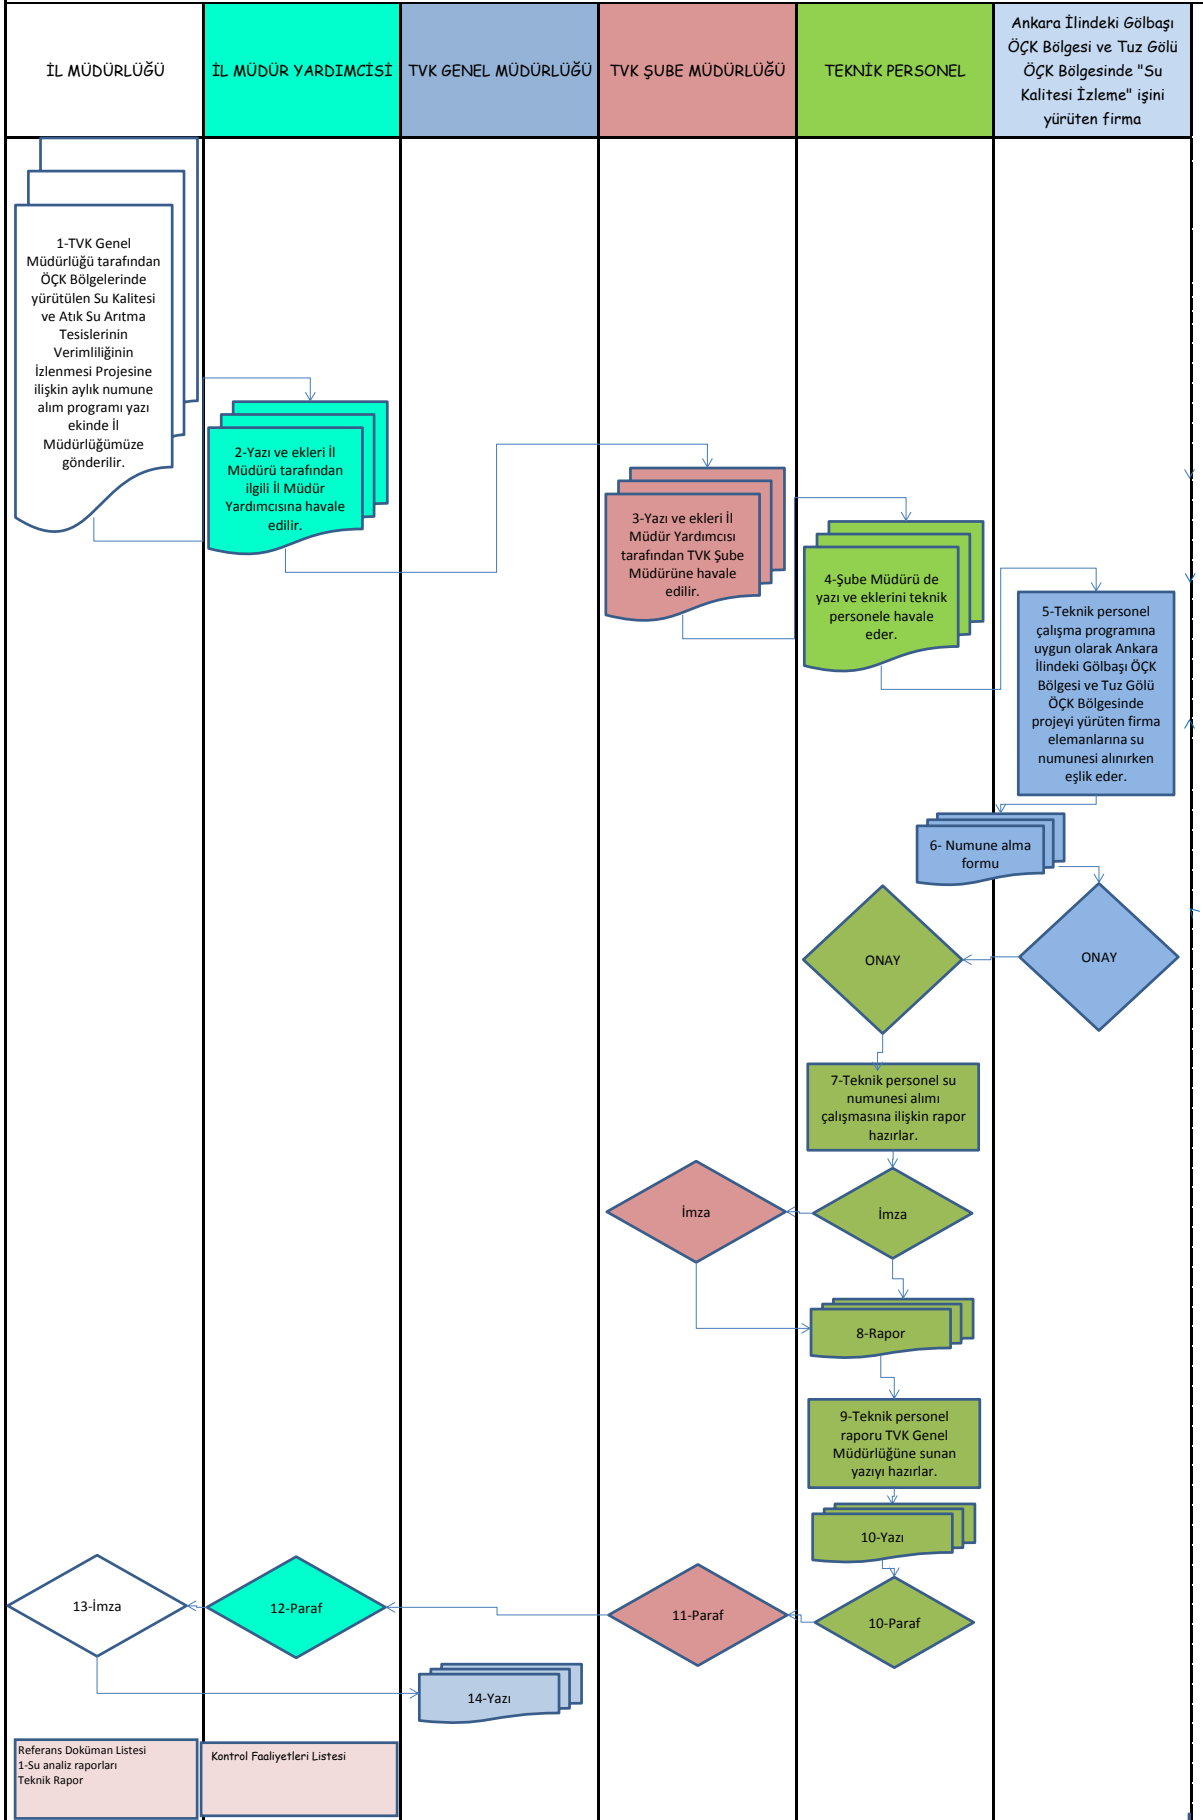 İL MÜDÜRLÜĞÜ
İL MÜDÜR YARDIMCISI
TVK GENEL MÜDÜRLÜĞÜ
TVK ŞUBE MÜDÜRLÜĞÜ
TEKNİK PERSONEL
Ankara İlindeki Gölbaşı
ÖÇK Bölgesi ve Tuz Gölü
ÖÇK Bölgesinde "Su
Kalitesi İzleme" işini
yürüten firma
1-TVK Genel
Müdürlüğü tarafından
ÖÇK Bölgelerinde
yürütülen Su Kalitesi
ve Atık Su Arıtma
Tesislerinin
Verimliliğinin
İzlenmesi Projesine
ilişkin aylık numune
alım programı yazı
ekinde İl
Müdürlüğümüze
gönderilir.
2-Yazı ve ekleri İl
Müdürü tarafından
ilgili İl Müdür
Yardımcısına havale
edilir.
3-Yazı ve ekleri İl
Müdür Yardımcısı
tarafından TVK Şube
Müdürüne havale
edilir.
4-Şube Müdürü de
yazı ve eklerini teknik
personele havale
eder.
5-Teknik personel
çalışma programına
uygun olarak Ankara
İlindeki Gölbaşı ÖÇK
Bölgesi ve Tuz Gölü
ÖÇK Bölgesinde
projeyi yürüten firma
elemanlarına su
numunesi alınırken
eşlik eder.
6- Numune alma
formu
ONAY
ONAY
7-Teknik personel su
numunesi alımı
çalışmasına ilişkin rapor
hazırlar.
İmza
İmza
8-Rapor
9-Teknik personel
raporu TVK Genel
Müdürlüğüne sunan
yazıyı hazırlar.
10-Yazı
13-İmza
12-Paraf
11-Paraf
10-Paraf
14-Yazı
Referans Doküman Listesi
1-Su analiz raporları
Teknik Rapor
Kontrol Faaliyetleri Listesi